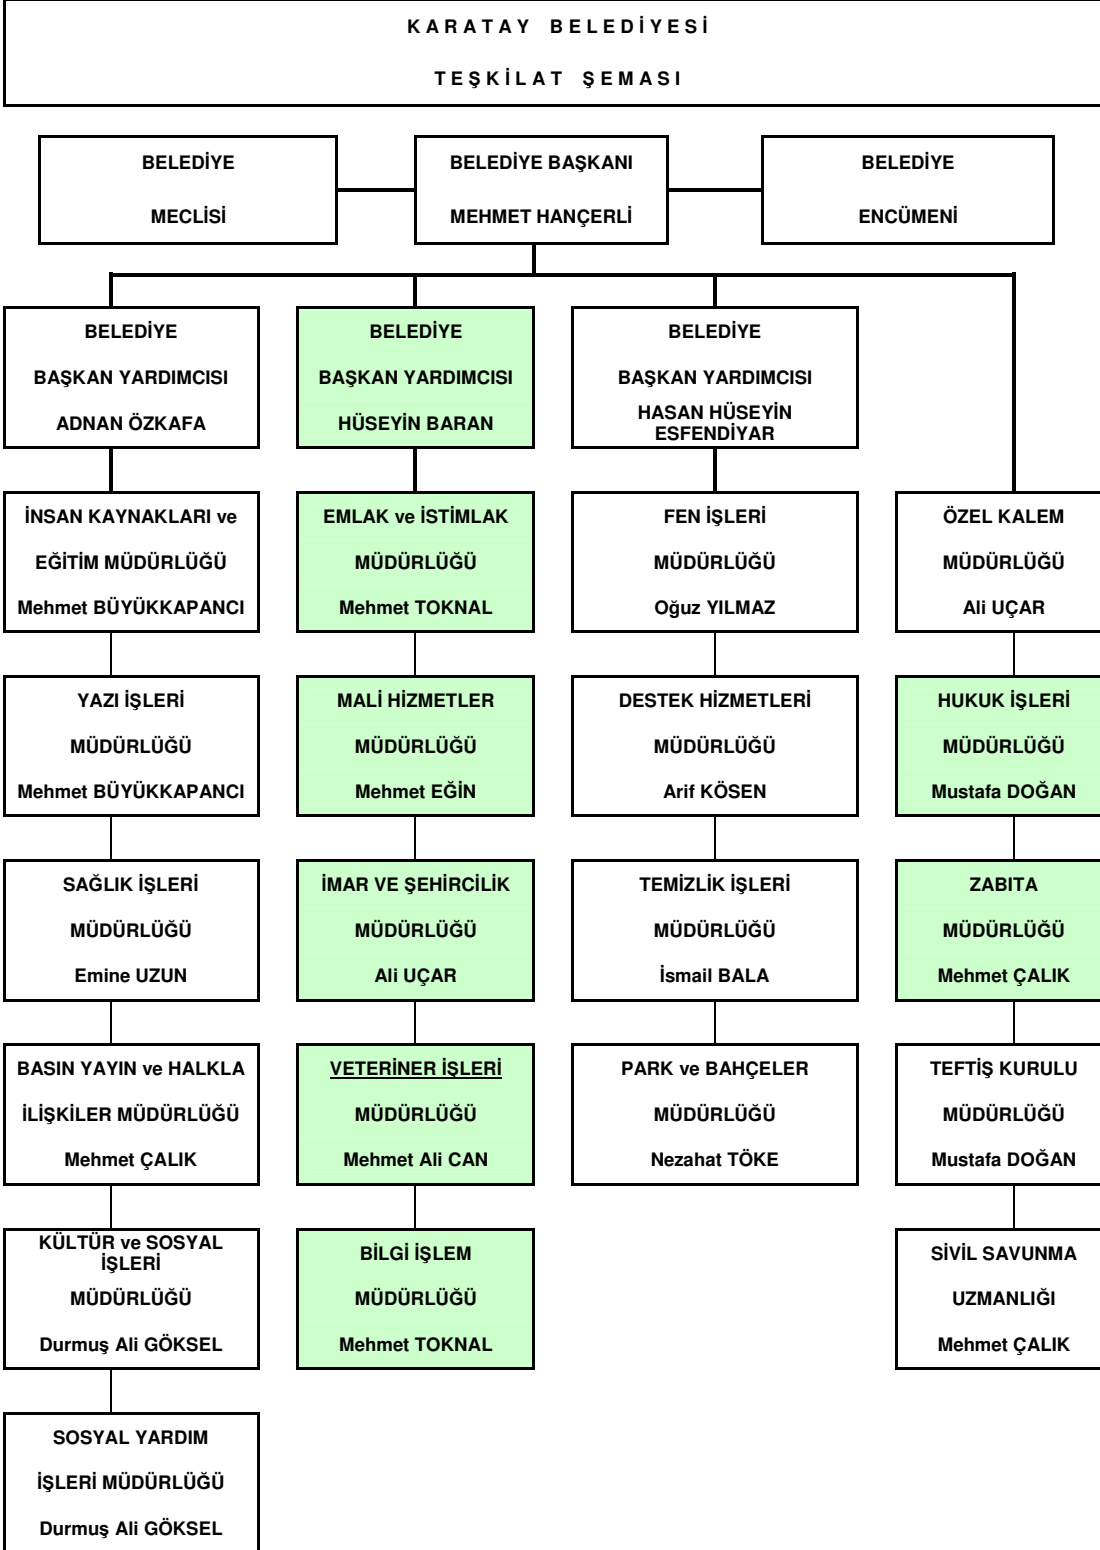 KARATAY BELEDİYESİ
TEŞKİLAT ŞEMASI
BELEDİYE
MECLİSİ
BELEDİYE BAŞKANI
MEHMET HANÇERLİ
BELEDİYE
ENCÜMENİ
BELEDİYE
BAŞKAN YARDIMCISI
ADNAN ÖZKAFA
BELEDİYE
BAŞKAN YARDIMCISI
HÜSEYİN BARAN
BELEDİYE
BAŞKAN YARDIMCISI
HASAN HÜSEYİN
ESFENDİYAR
İNSAN KAYNAKLARI ve
EĞİTİM MÜDÜRLÜĞÜ
Mehmet BÜYÜKKAPANCI
EMLAK ve İSTİMLAK
MÜDÜRLÜĞÜ
Mehmet TOKNAL
FEN İŞLERİ
MÜDÜRLÜĞÜ
Oğuz YILMAZ
ÖZEL KALEM
MÜDÜRLÜĞÜ
Ali UÇAR
YAZI İŞLERİ
MÜDÜRLÜĞÜ
Mehmet BÜYÜKKAPANCI
MALİ HİZMETLER
MÜDÜRLÜĞÜ
Mehmet EĞİN
DESTEK HİZMETLERİ
MÜDÜRLÜĞÜ
Arif KÖSEN
HUKUK İŞLERİ
MÜDÜRLÜĞÜ
Mustafa DOĞAN
SAĞLIK İŞLERİ
MÜDÜRLÜĞÜ
Emine UZUN
İMAR VE ŞEHİRCİLİK
MÜDÜRLÜĞÜ
Ali UÇAR
TEMİZLİK İŞLERİ
MÜDÜRLÜĞÜ
İsmail BALA
ZABITA
MÜDÜRLÜĞÜ
Mehmet ÇALIK
BASIN YAYIN ve HALKLA
İLİŞKİLER MÜDÜRLÜĞÜ
Mehmet ÇALIK
VETERİNER İŞLERİ
MÜDÜRLÜĞÜ
Mehmet Ali CAN
PARK ve BAHÇELER
MÜDÜRLÜĞÜ
Nezahat TÖKE
TEFTİŞ KURULU
MÜDÜRLÜĞÜ
Mustafa DOĞAN
KÜLTÜR ve SOSYAL
İŞLERİ
MÜDÜRLÜĞÜ
Durmuş Ali GÖKSEL
BİLGİ İŞLEM
MÜDÜRLÜĞÜ
Mehmet TOKNAL
SİVİL SAVUNMA
UZMANLIĞI
Mehmet ÇALIK
SOSYAL YARDIM
İŞLERİ MÜDÜRLÜĞÜ
Durmuş Ali GÖKSEL